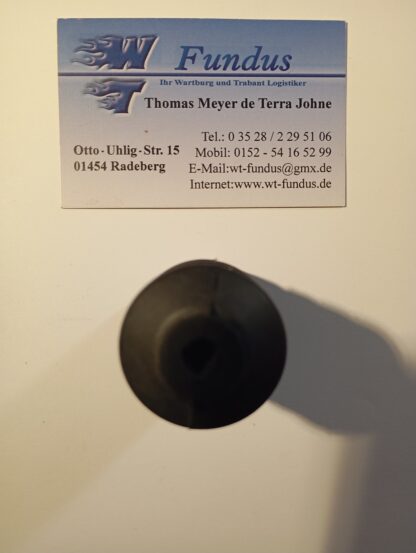 W Fundus
Ihr Wartburg und Trabant Logistiker
T Thomas Meyer de Terra Johne
Tel.: 0 35 28 / 2 29 51 06
Otto-Uhlig-Str. 15 Mobil: 0152 - 54 16 52 99
01454 Radeberg E-Mail:wt-fundus@gmx.de
Internet:www.wt-fundus.de